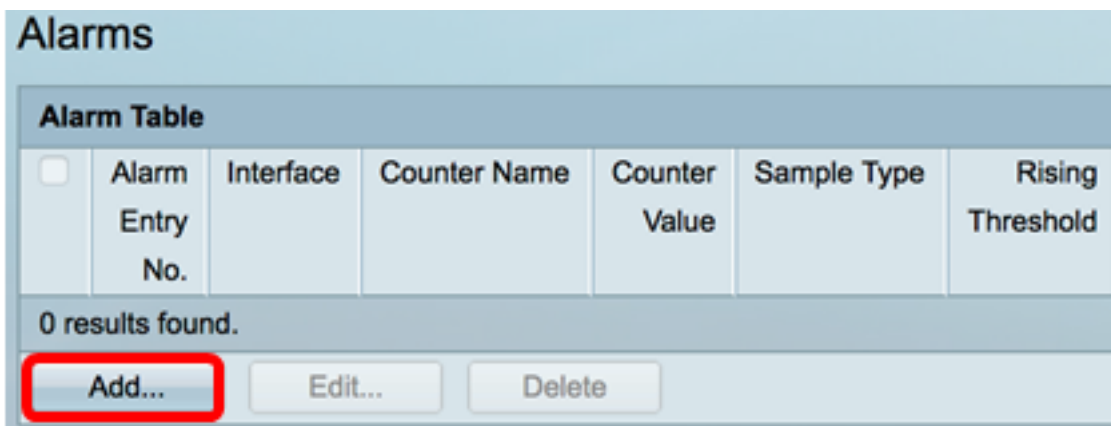 Alarms
Alarm Table
Alarm Interface Counter Name Counter Sample Type Rising
Entry Value Threshold
No.
0 results found.
Add... Edit... Delete